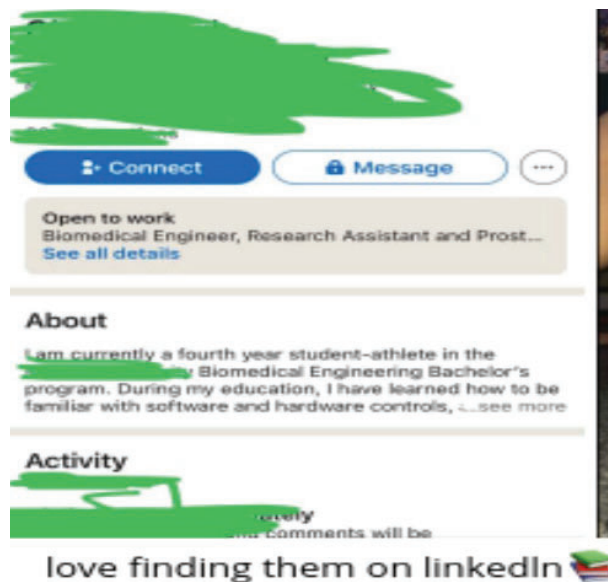 Connect
Message
Open to work
Biomedical Engineer, Research Assistant and Prost...
See all details
About
I am currently a fourth year student-athlete in the
Biomedical Engineering Bachelor's
program. During my education, I have learned how to be
familiar with software and hardware controls, ...see more
Activity
comments will be
love finding them on linkedIn